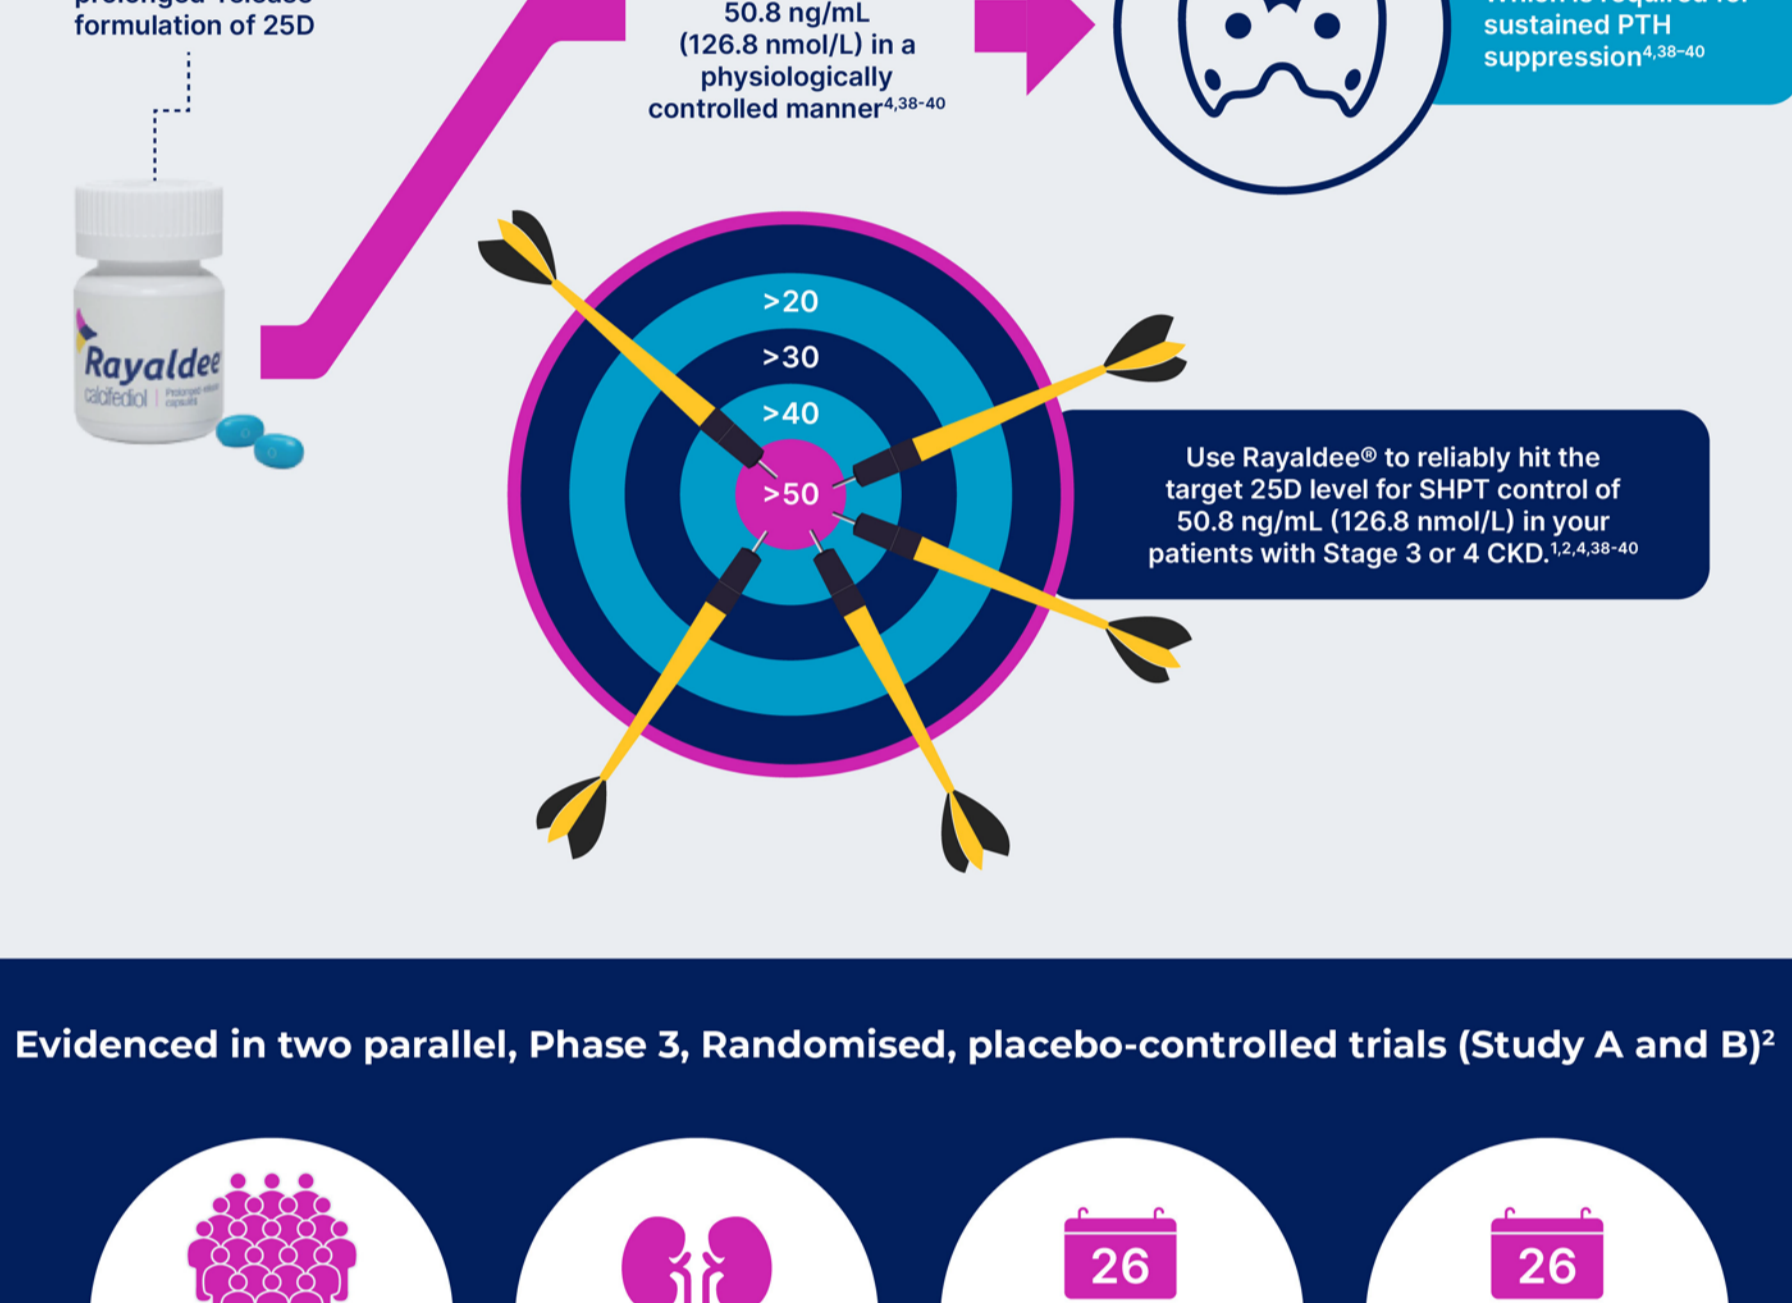 formulation of 25D
50.8 ng/mL
(126.8 nmol/L) in a
physiologically
controlled manner4,38-40
sustained PTH
suppression4,38–40
Rayaldee
calcifediol | Prolonged-release
capsules
>20
>30
>40
>50
Use Rayaldee® to reliably hit the
target 25D level for SHPT control of
50.8 ng/mL (126.8 nmol/L) in your
patients with Stage 3 or 4 CKD.1,2,4,38-40
Evidenced in two parallel, Phase 3, Randomised, placebo-controlled trials (Study A and B)2
26
26